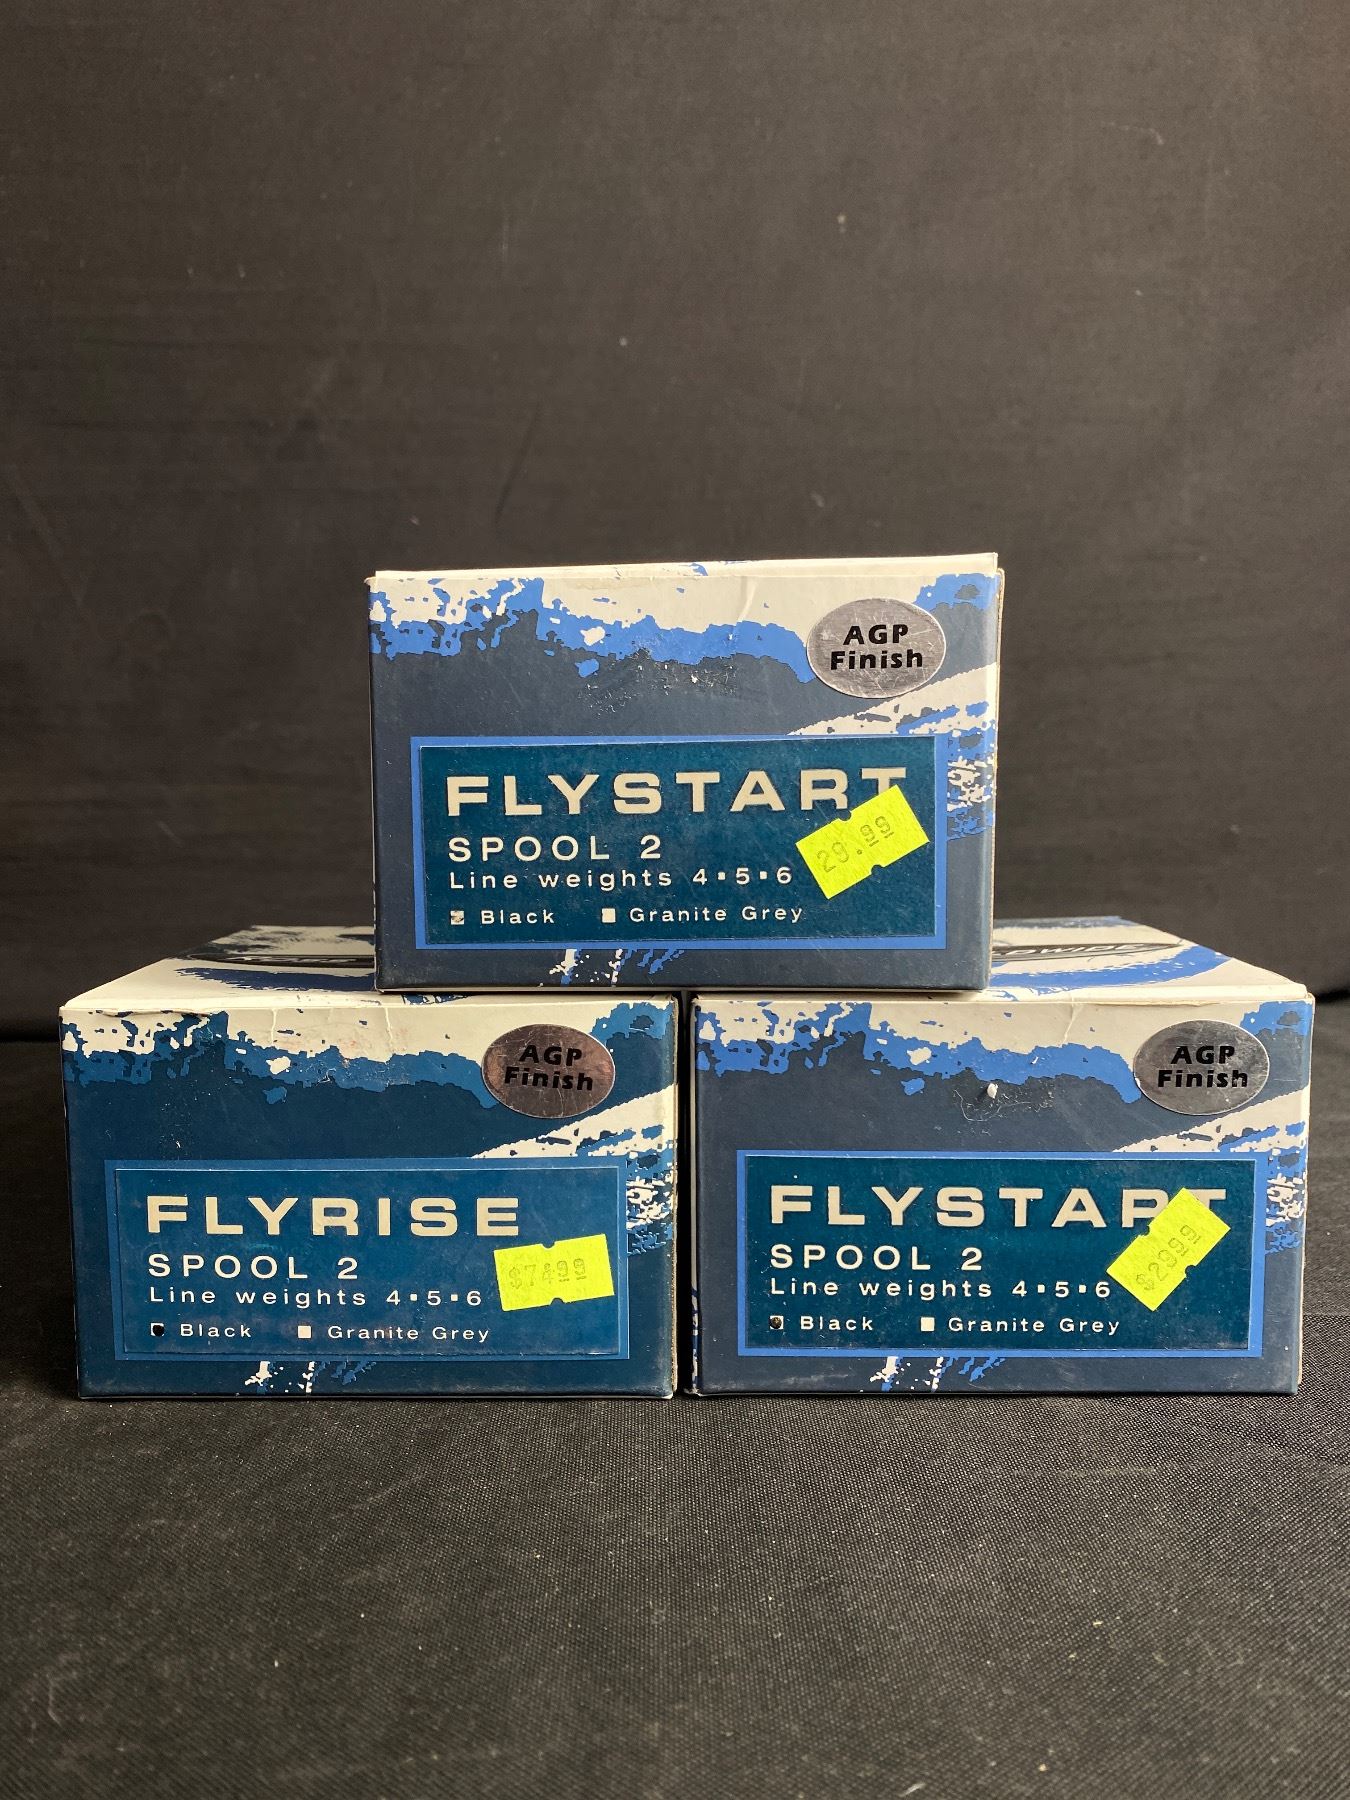 AGP
Finish
FLYSTART
SPOOL 2
29.99
Line weights 4▪5▪6
Black Granite Grey
AGP
Finish
FLYRISE
SPOOL 2
$74.99
Line weights 4▪5▪6
Black Granite Grey
AGP
Finish
FLYSTART
SPOOL 2
$29.99
Line weights 4▪5▪6
Black Granite Grey